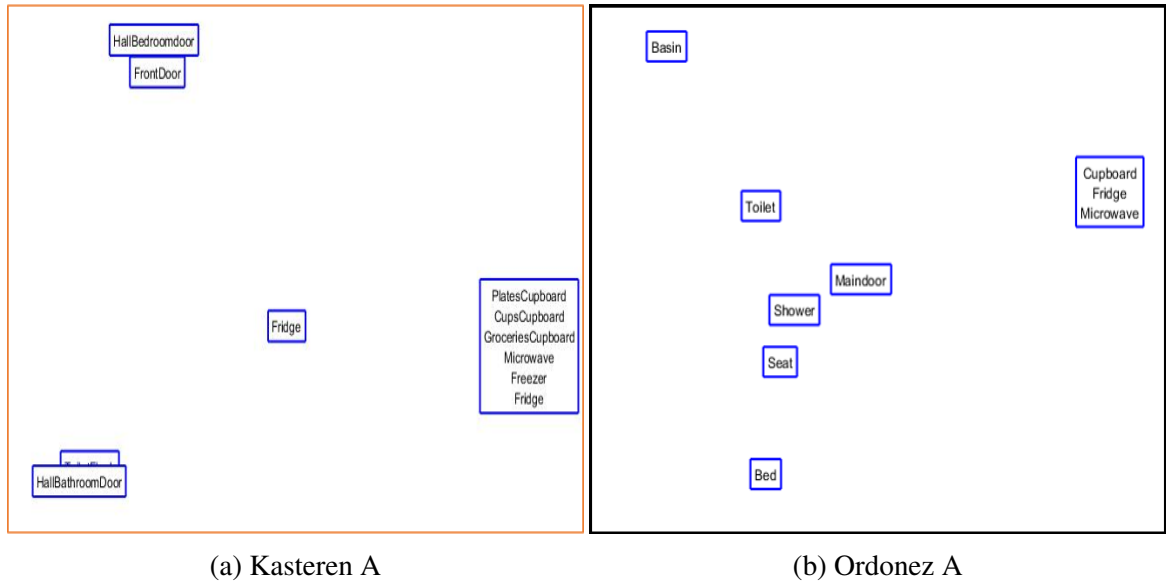 HallBedroomdoor
FrontDoor
Fridge
PlatesCupboard
CupsCupboard
GroceriesCupboard
Microwave
Freezer
Fridge
HallBathroomDoor
(a) Kasteren A
Basin
Cupboard
Fridge
Microwave
Toilet
Maindoor
Shower
Seat
Bed
(b) Ordonez A